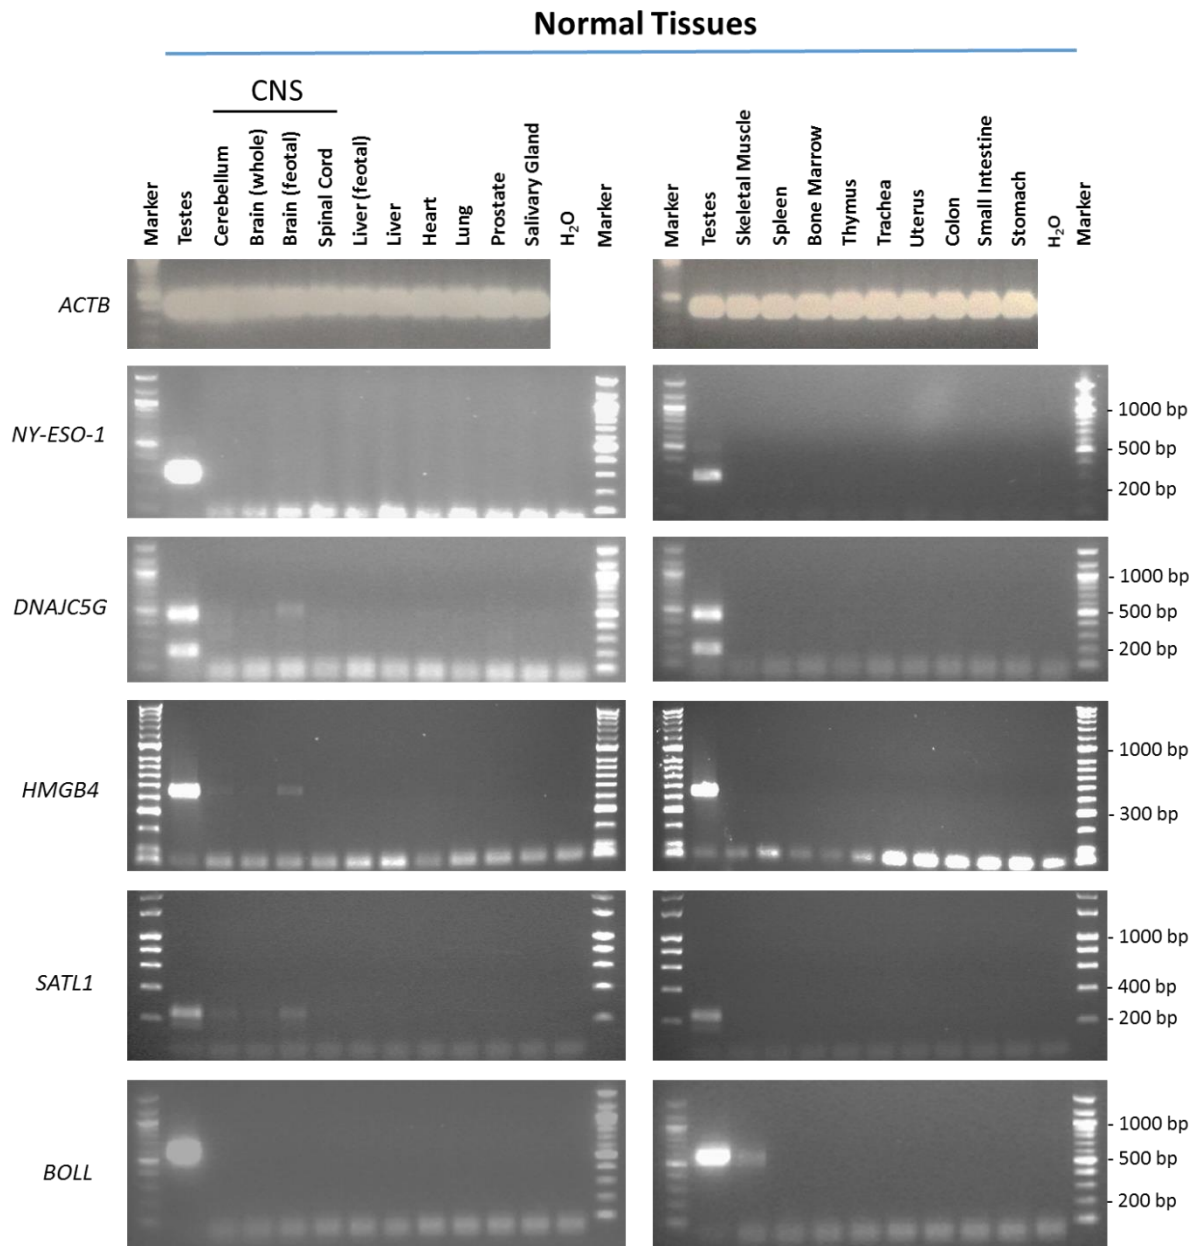 Normal Tissues
CNS
Marker
Testes
Cerebellum
Brain (whole)
Brain (feotal)
Spinal Cord
Liver (feotal)
Liver
Heart
Lung
Prostate
Salivary Gland
H₂O
Marker
Marker
Testes
Skeletal Muscle
Spleen
Bone Marrow
Thymus
Trachea
Uterus
Colon
Small Intestine
Stomach
H₂O
Marker
ACTB
NY-ESO-1
- 1000 bp
- 500 bp
- 200 bp
DNAJC5G
- 1000 bp
- 500 bp
- 200 bp
HMGB4
- 1000 bp
- 300 bp
SATL1
- 1000 bp
- 400 bp
- 200 bp
BOLL
- 1000 bp
- 500 bp
- 200 bp